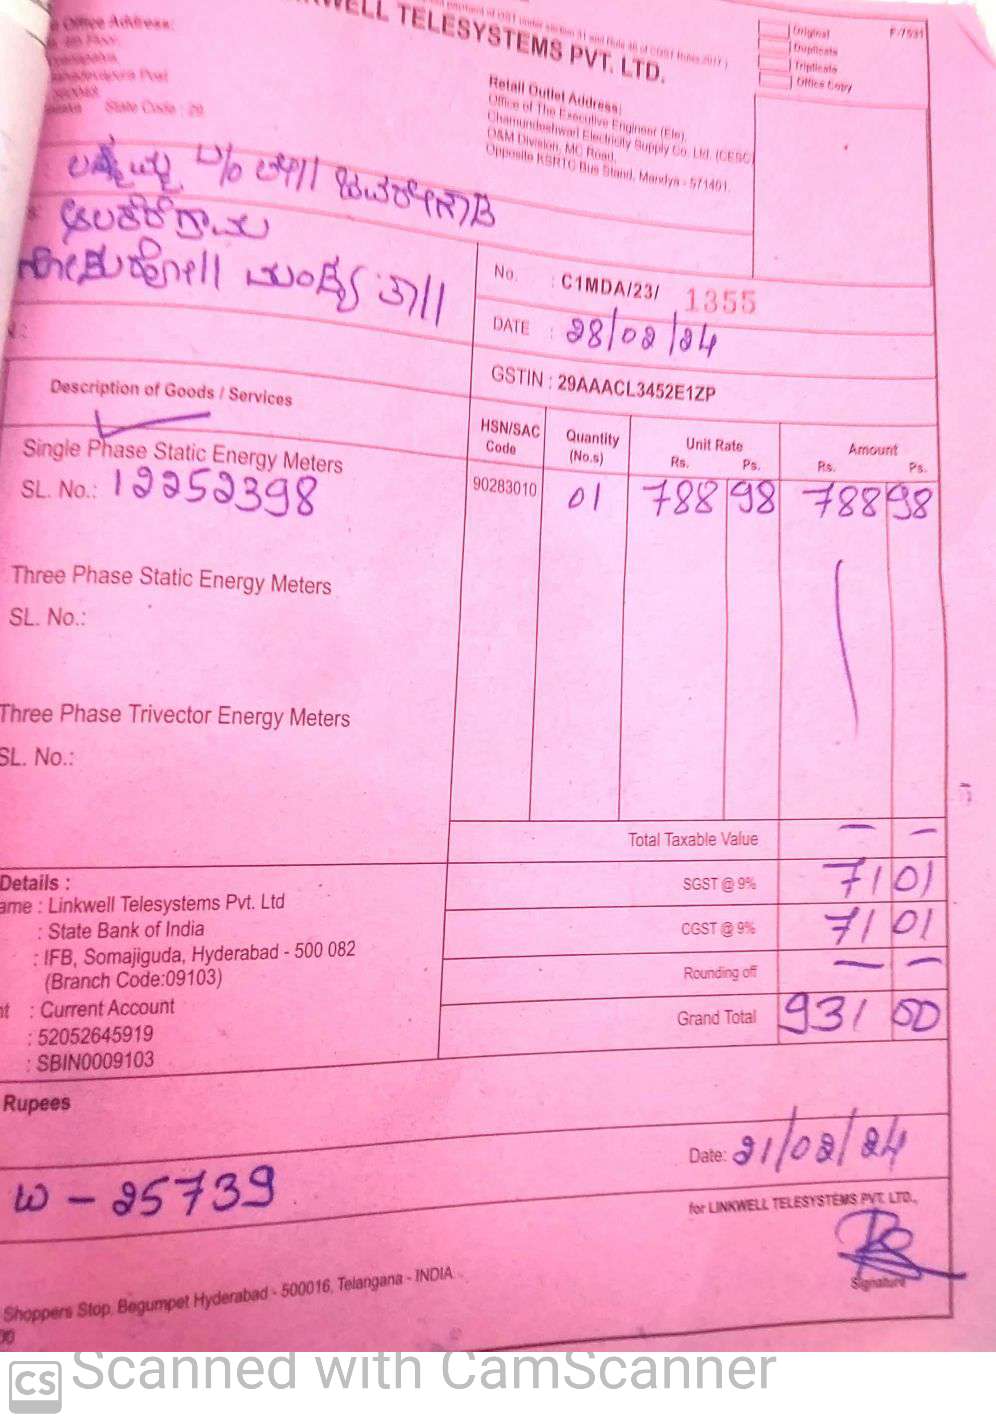 LINKWELL TELESYSTEMS PVT. LTD.
Office Address:
State Code : 29
Original
Duplicate
Triplicate
Office Copy
F-7531
Retail Outlet Address:
Office of The Executive Engineer (Ele),
Chamundeshwari Electricity Supply Co. Ltd. (CESC)
O&M Division, MC Road,
Opposite KSRTC Bus Stand, Mandya - 571401.
No. : C1MDA/23/ 1355
DATE : 28/02/24
GSTIN : 29AAACL3452E1ZP
Description of Goods / Services
HSN/SAC Code
Quantity (No.s)
Unit Rate
Rs. Ps.
Amount
Rs. Ps.
Single Phase Static Energy Meters
SL. No.: 12252398
90283010 01 788 98 788 98
Three Phase Static Energy Meters
SL. No.:
Three Phase Trivector Energy Meters
SL. No.:
Total Taxable Value — —
SGST @ 9% 71 01
CGST @ 9% 71 01
Rounding off — —
Grand Total 931 00
Details :
ame : Linkwell Telesystems Pvt. Ltd
: State Bank of India
: IFB, Somajiguda, Hyderabad - 500 082
(Branch Code:09103)
nt : Current Account
: 52052645919
: SBIN0009103
Rupees
Date: 21/02/24
W - 25739
for LINKWELL TELESYSTEMS PVT. LTD.,
Signature
Shoppers Stop, Begumpet Hyderabad - 500016, Telangana - INDIA
CS Scanned with CamScanner